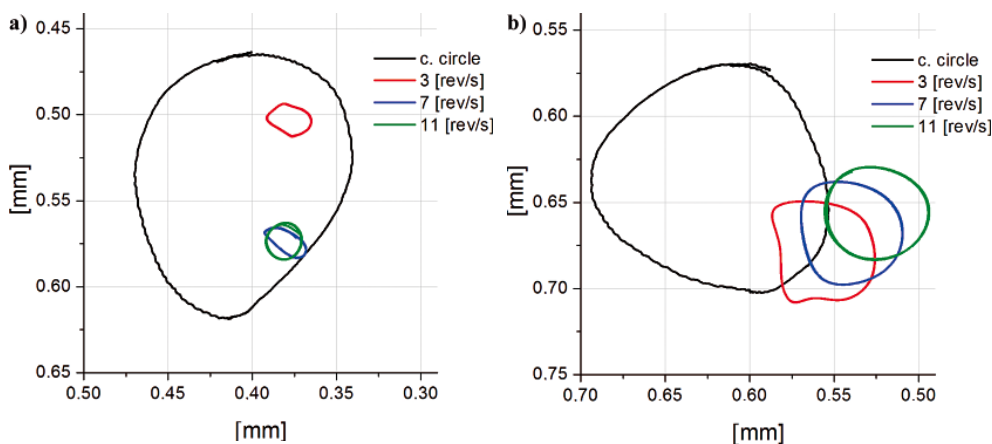 a)
0.45
0.50
0.55
0.60
0.65
[mm]
0.50 0.45 0.40 0.35 0.30
[mm]
c. circle
3 [rev/s]
7 [rev/s]
11 [rev/s]
b)
0.55
0.60
0.65
0.70
0.75
[mm]
0.70 0.65 0.60 0.55 0.50
[mm]
c. circle
3 [rev/s]
7 [rev/s]
11 [rev/s]